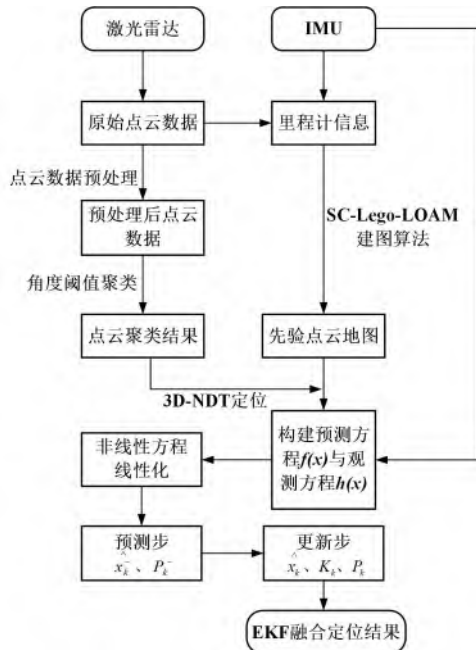 激光雷达
IMU
原始点云数据
里程计信息
点云数据预处理
预处理后点云
数据
SC-Lego-LOAM
建图算法
角度阈值聚类
点云聚类结果
先验点云地图
3D-NDT定位
构建预测方
程f(x)与观
测方程h(x)
非线性方程
线性化
预测步
x̂ₖ⁻、Pₖ⁻
更新步
x̂ₖ、Kₖ、Pₖ
EKF融合定位结果